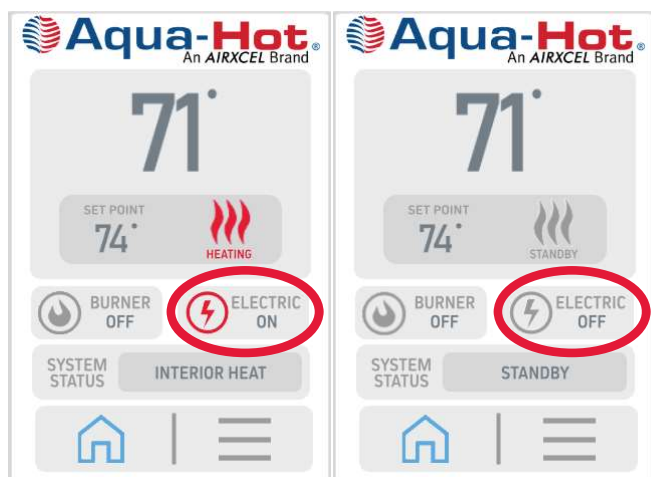 Aqua-Hot®
An AIRXCEL Brand
71°
SET POINT
74°
HEATING
BURNER
OFF
ELECTRIC
ON
SYSTEM
STATUS
INTERIOR HEAT
Aqua-Hot®
An AIRXCEL Brand
71°
SET POINT
74°
STANDBY
BURNER
OFF
ELECTRIC
OFF
SYSTEM
STATUS
STANDBY